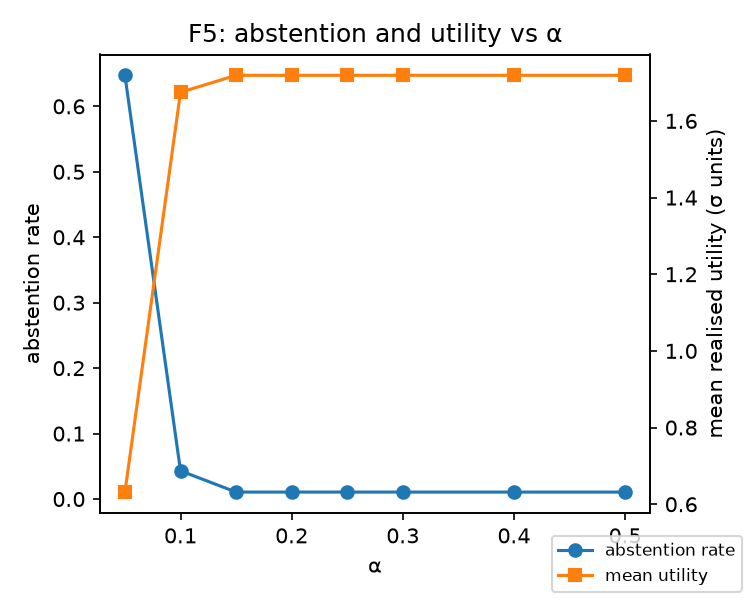 F5: abstention and utility vs α
abstention rate
0.6
0.5
0.4
0.3
0.2
0.1
0.0
1.6
1.4
1.2
1.0
0.8
0.6
mean realised utility (σ units)
0.1 0.2 0.3 0.4 0.5
α
abstention rate
mean utility